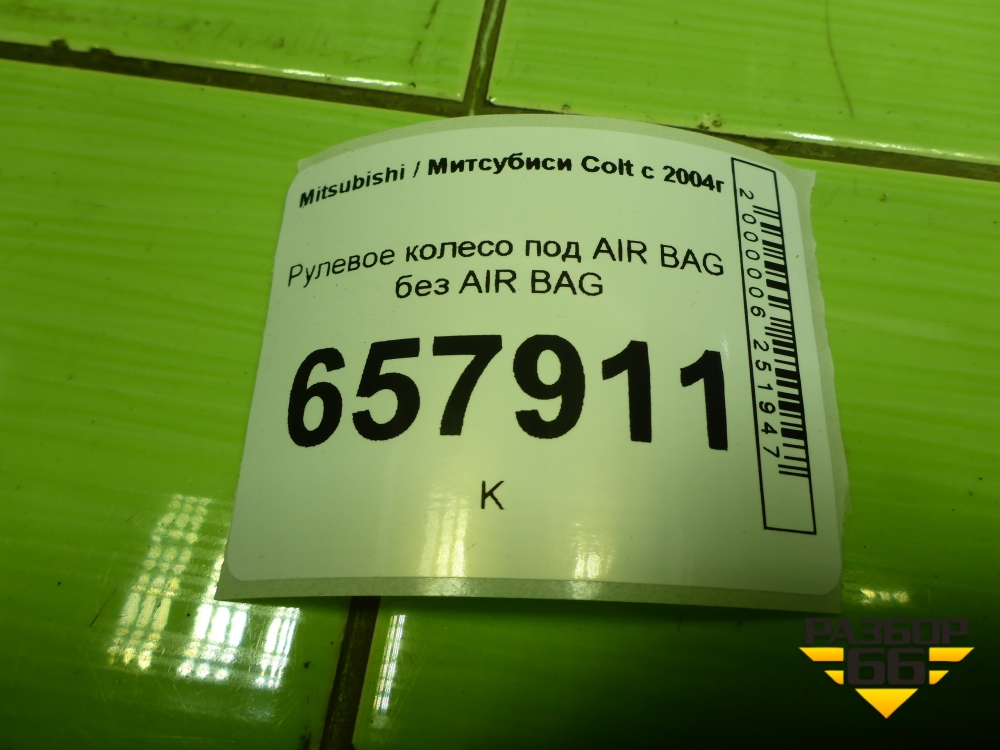 Mitsubishi / Митсубиси Colt с 2004г
Рулевое колесо под AIR BAG
без AIR BAG
657911
К
2000006251947
РАЗБОР
66